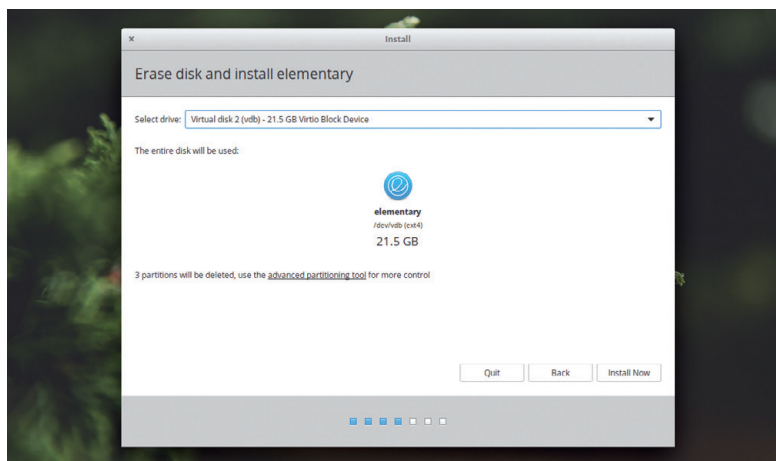 Install
Erase disk and install elementary
Select drive: Virtual disk 2 (vdb) - 21.5 GB Virtio Block Device
The entire disk will be used:
elementary
/dev/vdb (ext4)
21.5 GB
3 partitions will be deleted, use the advanced partitioning tool for more control
Quit Back Install Now